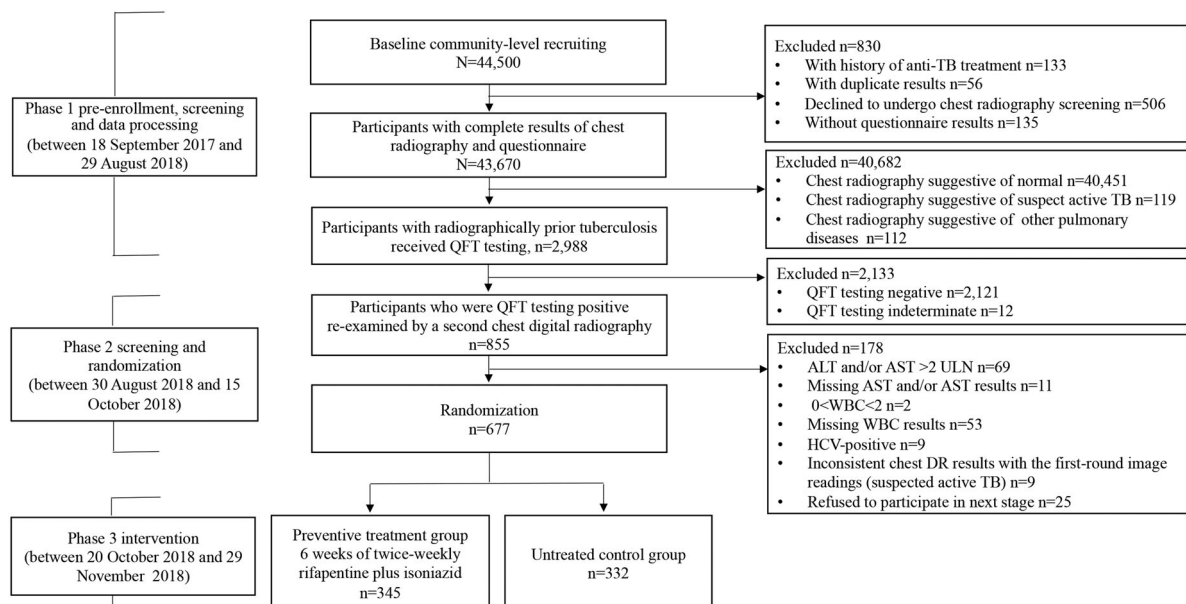 Baseline community-level recruiting
N=44,500
Excluded n=830
• With history of anti-TB treatment n=133
• With duplicate results n=56
• Declined to undergo chest radiography screening n=506
• Without questionnaire results n=135
Phase 1 pre-enrollment, screening
and data processing
(between 18 September 2017 and
29 August 2018)
Participants with complete results of chest
radiography and questionnaire
N=43,670
Excluded n=40,682
• Chest radiography suggestive of normal n=40,451
• Chest radiography suggestive of suspect active TB n=119
• Chest radiography suggestive of other pulmonary
diseases n=112
Participants with radiographically prior tuberculosis
received QFT testing, n=2,988
Excluded n=2,133
• QFT testing negative n=2,121
• QFT testing indeterminate n=12
Participants who were QFT testing positive
re-examined by a second chest digital radiography
n=855
Phase 2 screening and
randomization
(between 30 August 2018 and 15
October 2018)
Excluded n=178
• ALT and/or AST >2 ULN n=69
• Missing AST and/or AST results n=11
• 0<WBC<2 n=2
• Missing WBC results n=53
• HCV-positive n=9
• Inconsistent chest DR results with the first-round image
readings (suspected active TB) n=9
• Refused to participate in next stage n=25
Randomization
n=677
Phase 3 intervention
(between 20 October 2018 and 29
November 2018)
Preventive treatment group
6 weeks of twice-weekly
rifapentine plus isoniazid
n=345
Untreated control group
n=332